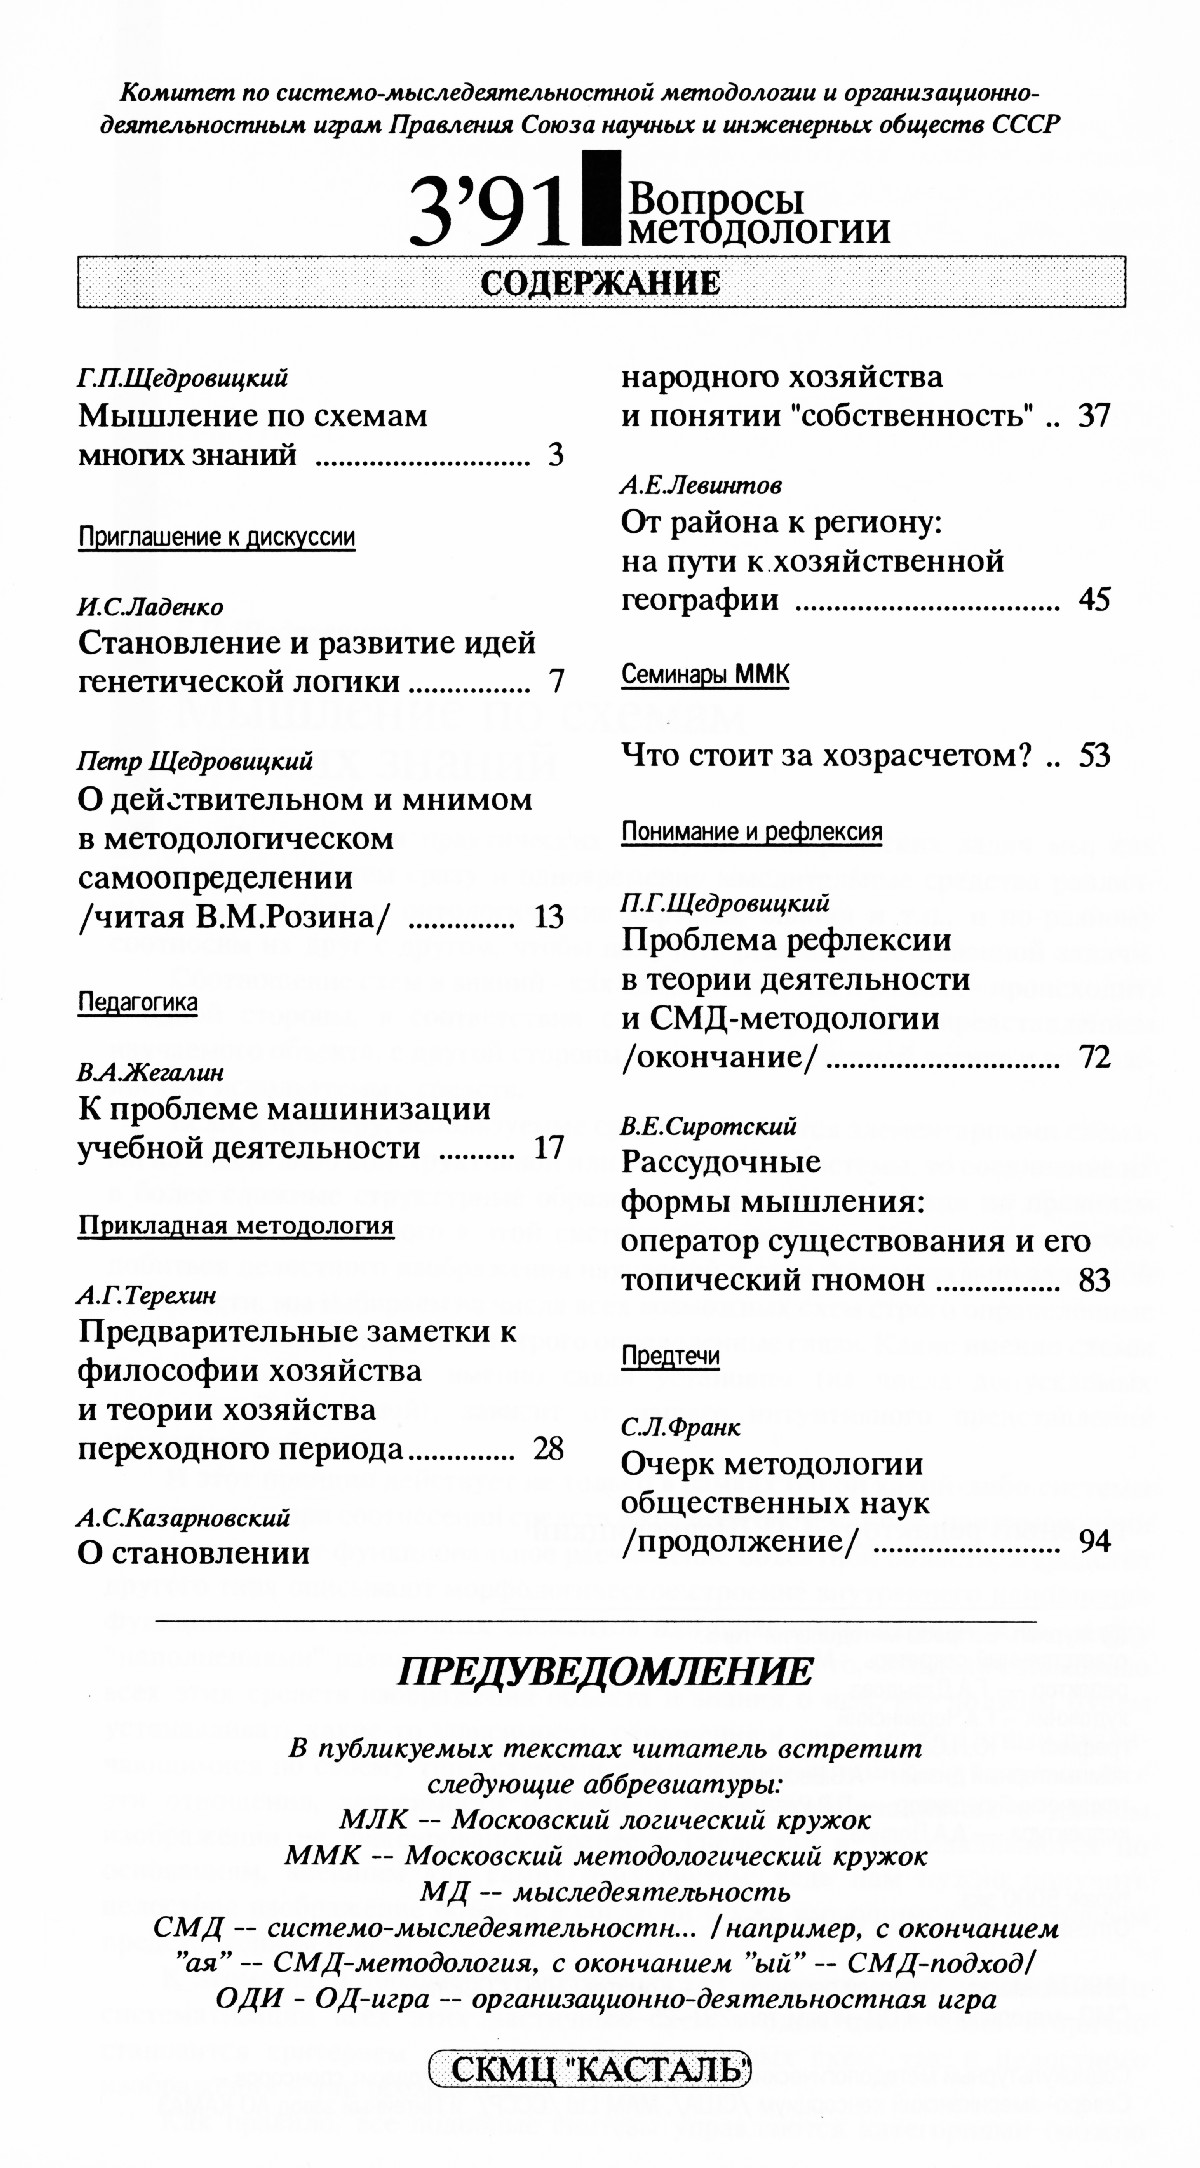 Комитет по системо-мыследеятельностной методологии и организационно-
деятельностным играм Правления Союза научных и инженерных обществ СССР
3’91 Вопросы
методологии
СОДЕРЖАНИЕ
Г.П.Щедровицкий
Мышление по схемам
многих знаний ........................... 3
Приглашение к дискуссии
И.С.Ладенко
Становление и развитие идей
генетической логики ............... 7
Петр Щедровицкий
О действительном и мнимом
в методологическом
самоопределении
/читая В.М.Розина/ ............. 13
Педагогика
В.А.Жегалин
К проблеме машинизации
учебной деятельности .......... 17
Прикладная методология
А.Г.Терехин
Предварительные заметки к
философии хозяйства
и теории хозяйства
переходного периода............. 28
А.С.Казарновский
О становлении
народного хозяйства
и понятии "собственность" .. 37
А.Е.Левинтов
От района к региону:
на пути к хозяйственной
географии ................................. 45
Семинары ММК
Что стоит за хозрасчетом? .. 53
Понимание и рефлексия
П.Г.Щедровицкий
Проблема рефлексии
в теории деятельности
и СМД-методологии
/окончание/ ............................. 72
В.Е.Сиротский
Рассудочные
формы мышления:
оператор существования и его
топический гномон ............... 83
Предтечи
С.Л.Франк
Очерк методологии
общественных наук
/продолжение/ ....................... 94
ПРЕДУВЕДОМЛЕНИЕ
В публикуемых текстах читатель встретит
следующие аббревиатуры:
МЛК -- Московский логический кружок
ММК -- Московский методологический кружок
МД -- мыследеятельность
СМД -- системо-мыследеятельностн... /например, с окончанием
”ая” -- СМД-методология, с окончанием ”ый” -- СМД-подход/
ОДИ - ОД-игра -- организационно-деятельностная игра
СКМЦ "КАСТАЛЬ"